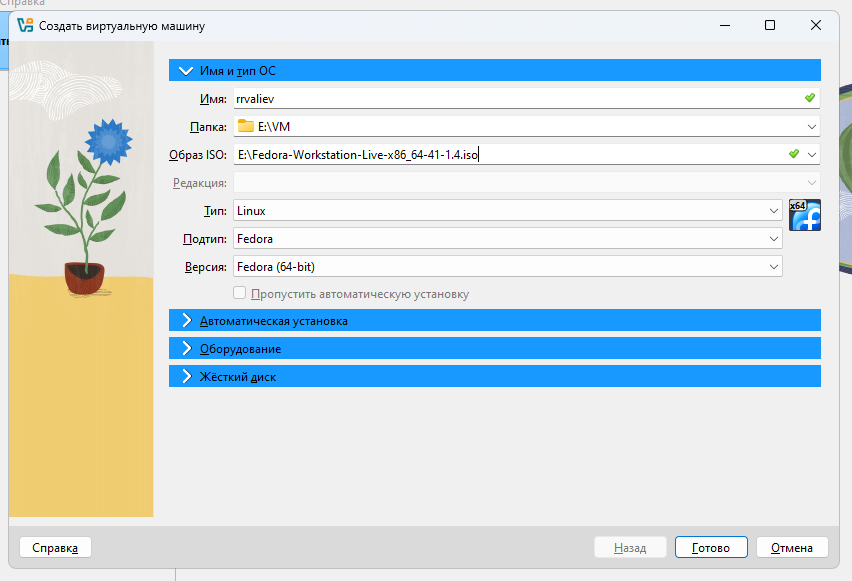 Справка
Создать виртуальную машину
Имя и тип ОС
Имя: rrvaliev
Папка: E:\VM
Образ ISO: E:\Fedora-Workstation-Live-x86_64-41-1.4.iso
Редакция:
Тип: Linux
x64
Подтип: Fedora
Версия: Fedora (64-bit)
Пропустить автоматическую установку
Автоматическая установка
Оборудование
Жёсткий диск
Справка
Назад
Готово
Отмена